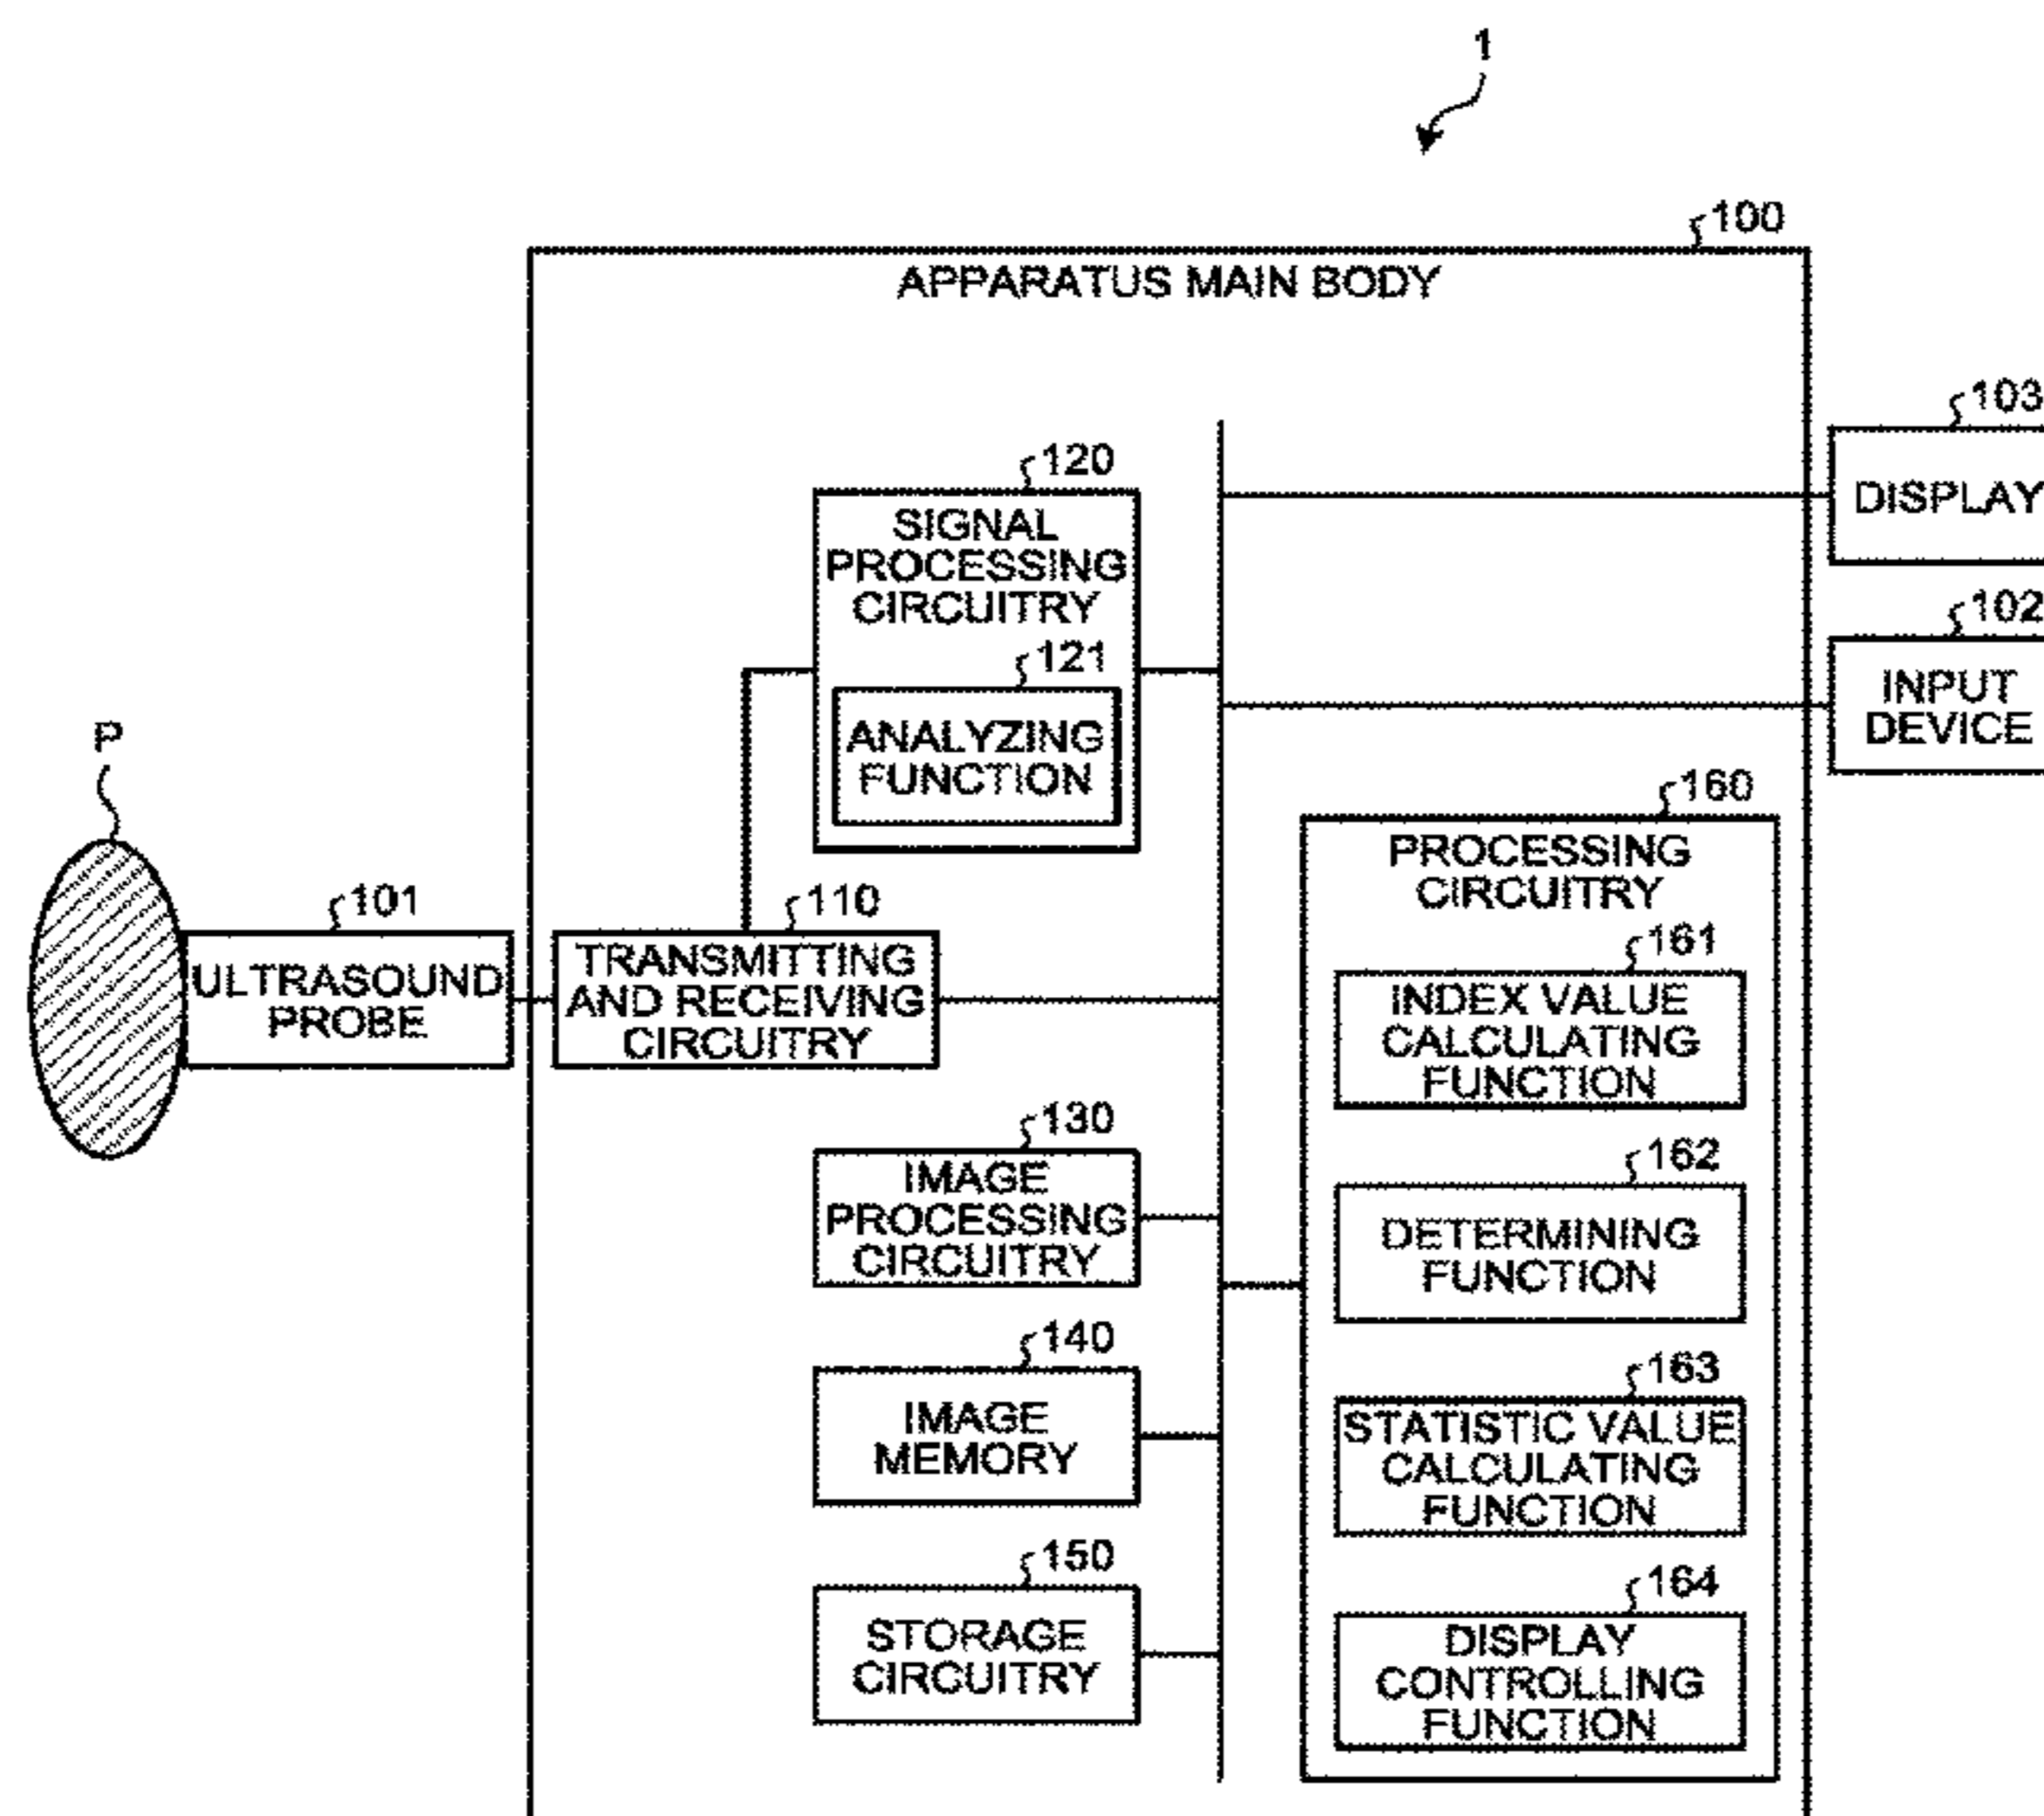 1
100
APPARATUS MAIN BODY
103
DISPLAY
120
SIGNAL
PROCESSING
CIRCUITRY
121
ANALYZING
FUNCTION
102
INPUT
DEVICE
P
101
ULTRASOUND
PROBE
110
TRANSMITTING
AND RECEIVING
CIRCUITRY
160
PROCESSING
CIRCUITRY
161
INDEX VALUE
CALCULATING
FUNCTION
130
IMAGE
PROCESSING
CIRCUITRY
162
DETERMINING
FUNCTION
140
IMAGE
MEMORY
163
STATISTIC VALUE
CALCULATING
FUNCTION
150
STORAGE
CIRCUITRY
164
DISPLAY
CONTROLLING
FUNCTION